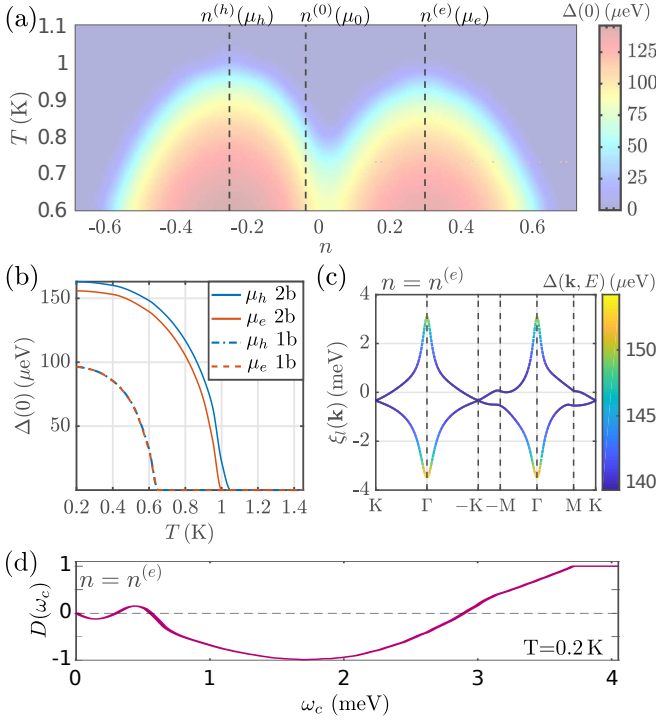 (a)
n^(h)(μ_h) n^(0)(μ_0) n^(e)(μ_e) Δ(0) (μeV)
1.1
1
0.9
0.8
0.7
0.6
T (K)
-0.6 -0.4 -0.2 0 0.2 0.4 0.6
n
125
100
75
50
25
0
(b)
150
100
50
Δ(0) (μeV)
μ_h 2b
μ_e 2b
μ_h 1b
μ_e 1b
0.2 0.4 0.6 0.8 1 1.2 1.4
T (K)
(c)
n = n^(e)
Δ(k, E) (μeV)
4
2
0
-2
-4
ξ_l(k) (meV)
K Γ −K −M Γ M K
150
145
140
(d)
n = n^(e)
1
0
-1
D(ω_c)
T=0.2 K
0 1 2 3 4
ω_c (meV)